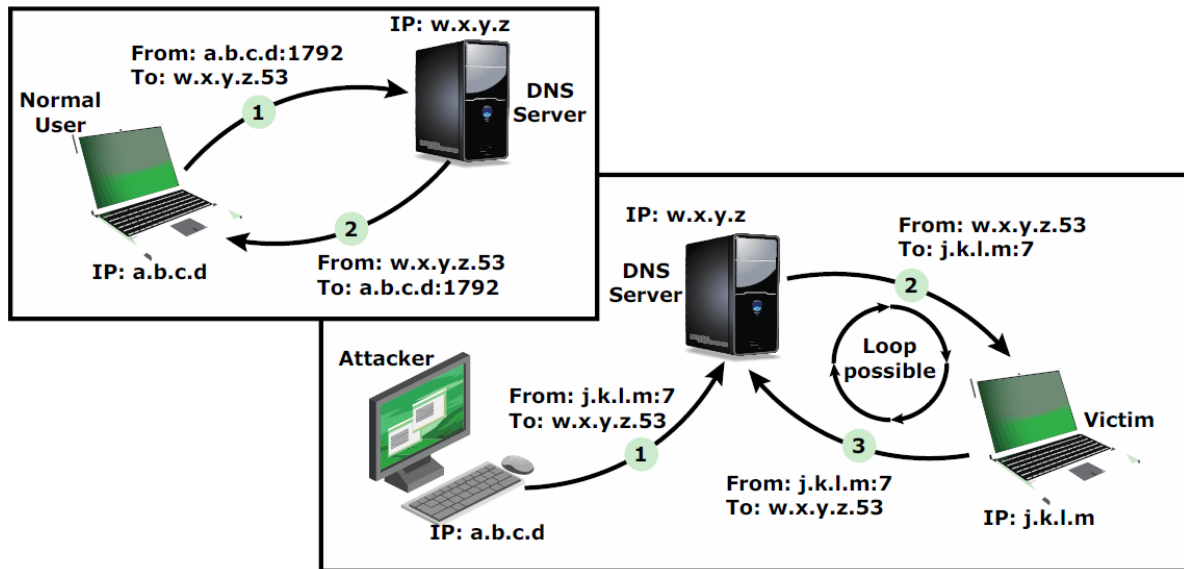 IP: w.x.y.z
From: a.b.c.d:1792
To: w.x.y.z.53
Normal
User
1
DNS
Server
2
IP: a.b.c.d
From: w.x.y.z.53
To: a.b.c.d:1792
IP: w.x.y.z
DNS
Server
From: w.x.y.z.53
To: j.k.l.m:7
2
Loop
possible
Attacker
From: j.k.l.m:7
To: w.x.y.z.53
1
IP: a.b.c.d
Victim
3
From: j.k.l.m:7
To: w.x.y.z.53
IP: j.k.l.m